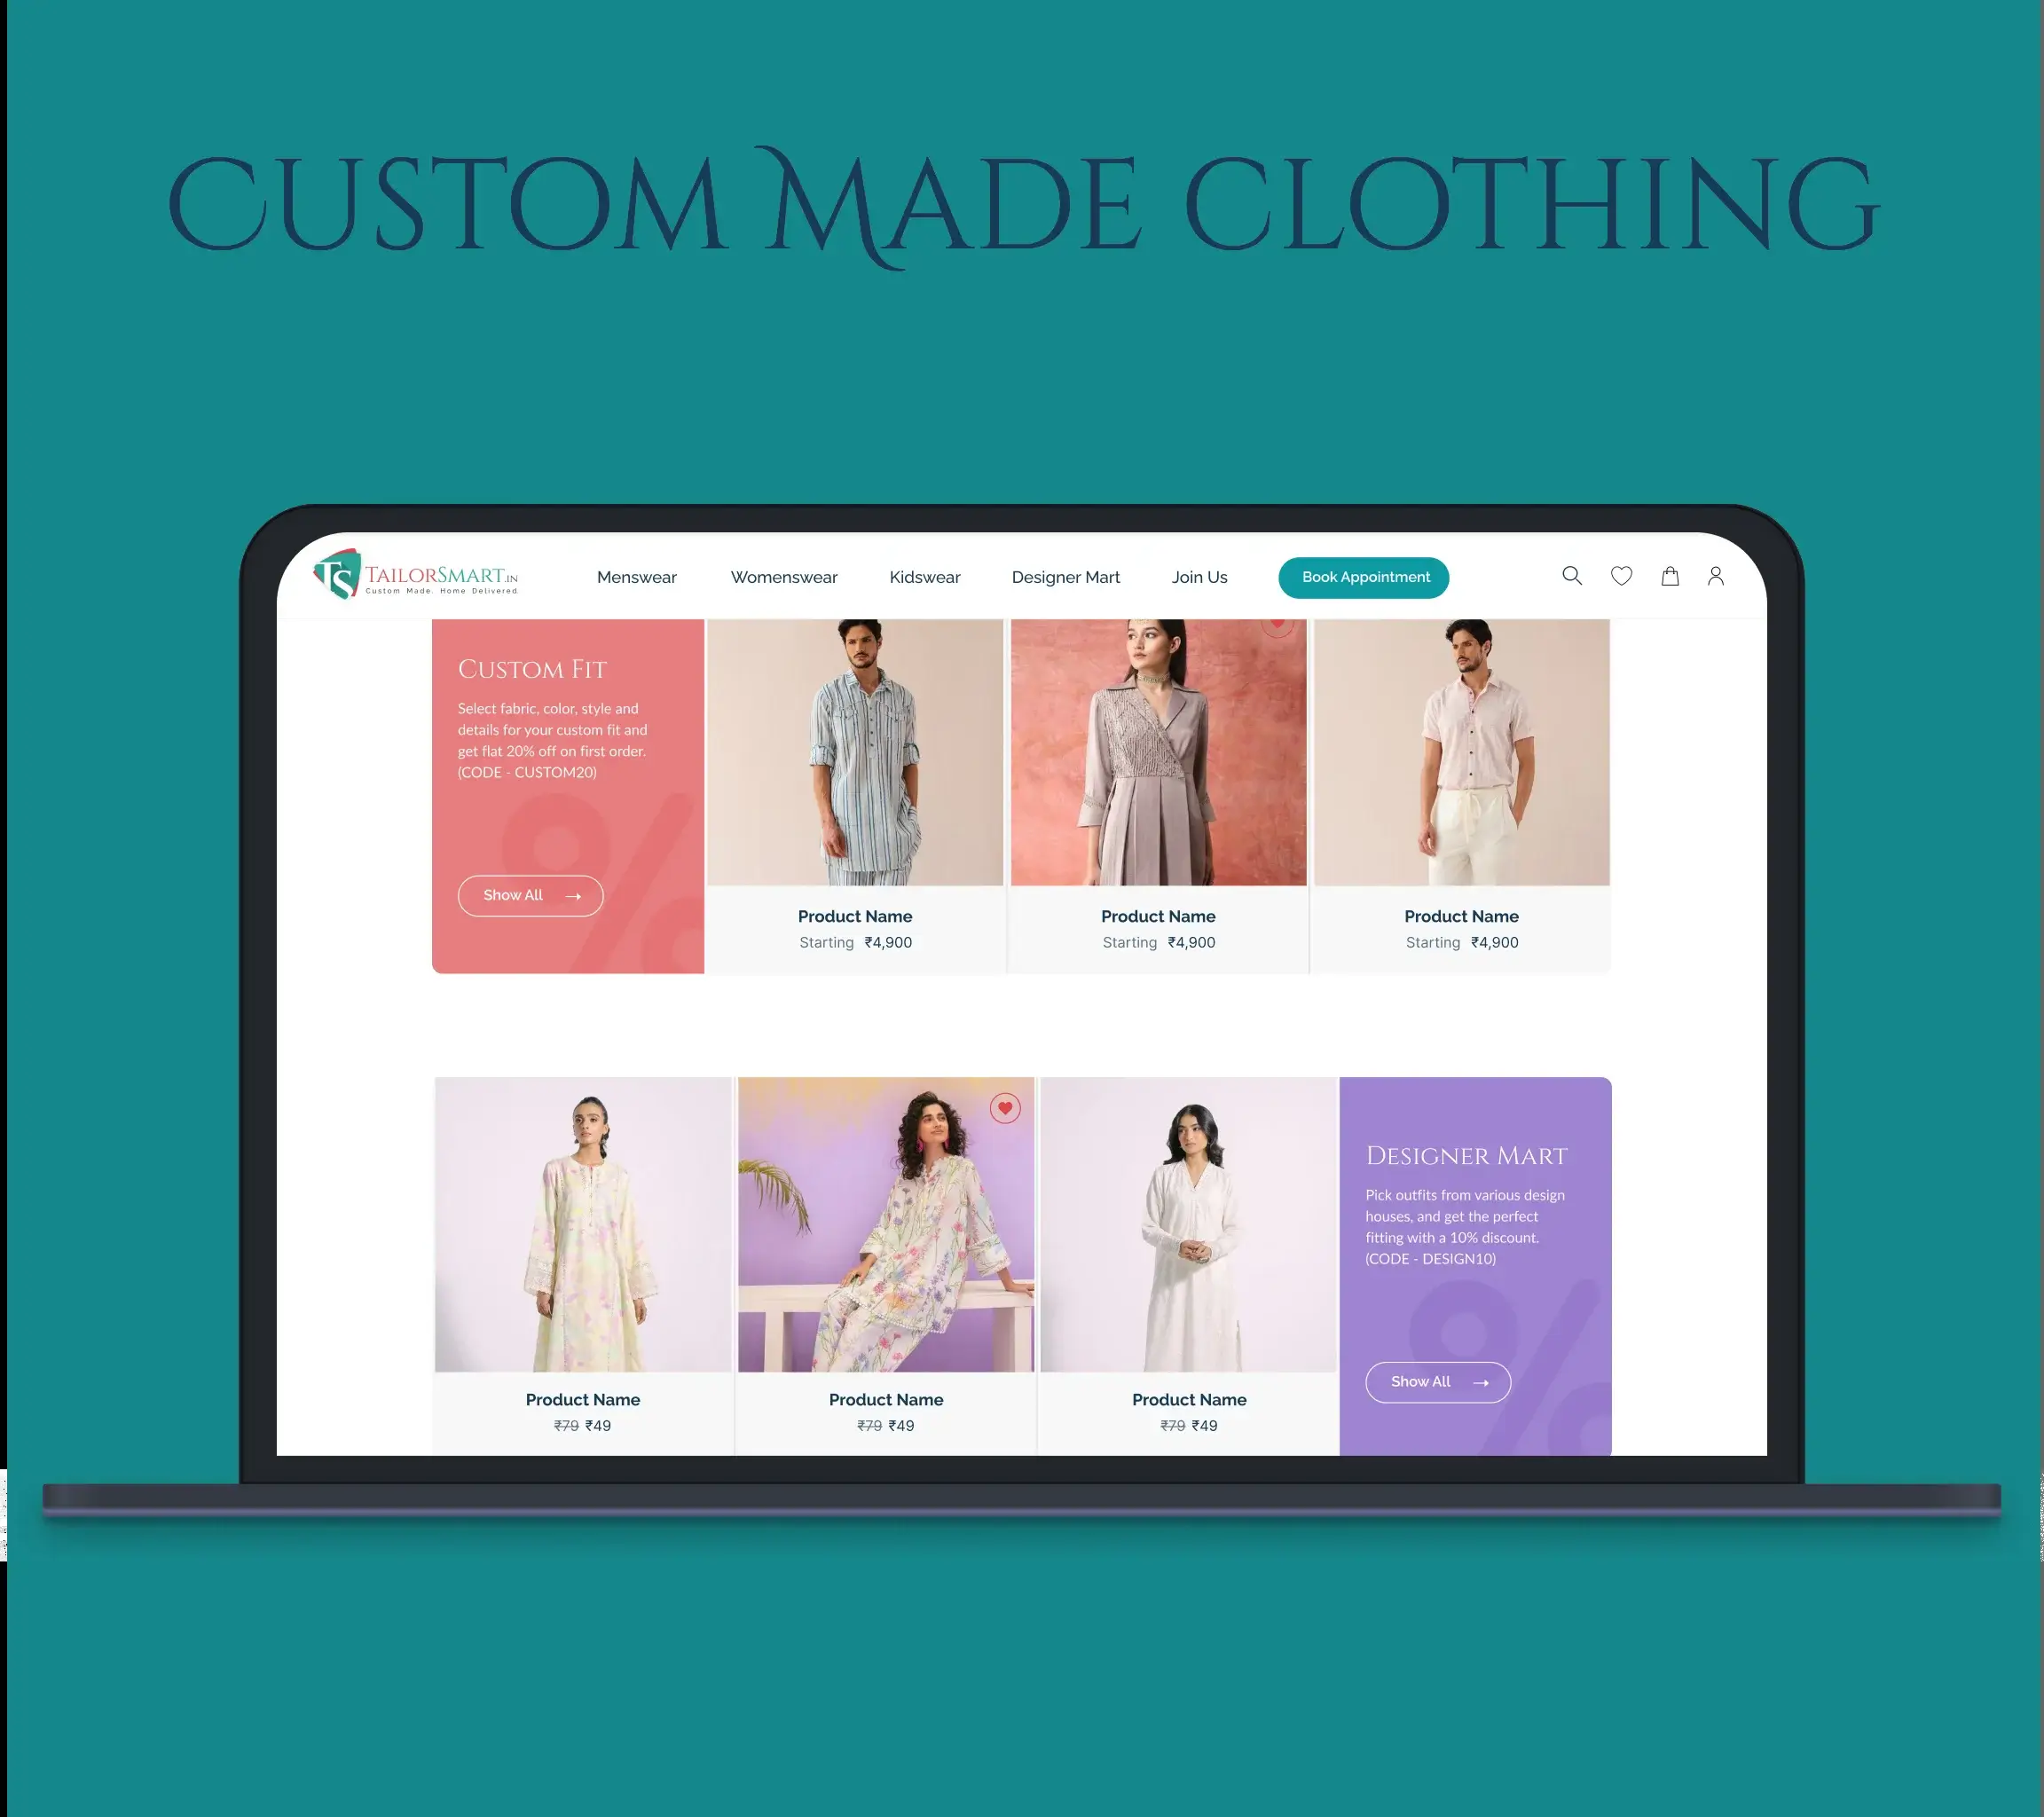 Custom Made Clothing
TS TailorSmart.in
Custom Made. Home Delivered.
Menswear Womenswear Kidswear Designer Mart Join Us Book Appointment
Custom Fit
Select fabric, color, style and
details for your custom fit and
get flat 20% off on first order.
(CODE - CUSTOM20)
%
Show All →
Product Name
Starting ₹4,900
Product Name
Starting ₹4,900
Product Name
Starting ₹4,900
Product Name
₹79 ₹49
Product Name
₹79 ₹49
Product Name
₹79 ₹49
Designer Mart
Pick outfits from various design
houses, and get the perfect
fitting with a 10% discount.
(CODE - DESIGN10)
%
Show All →